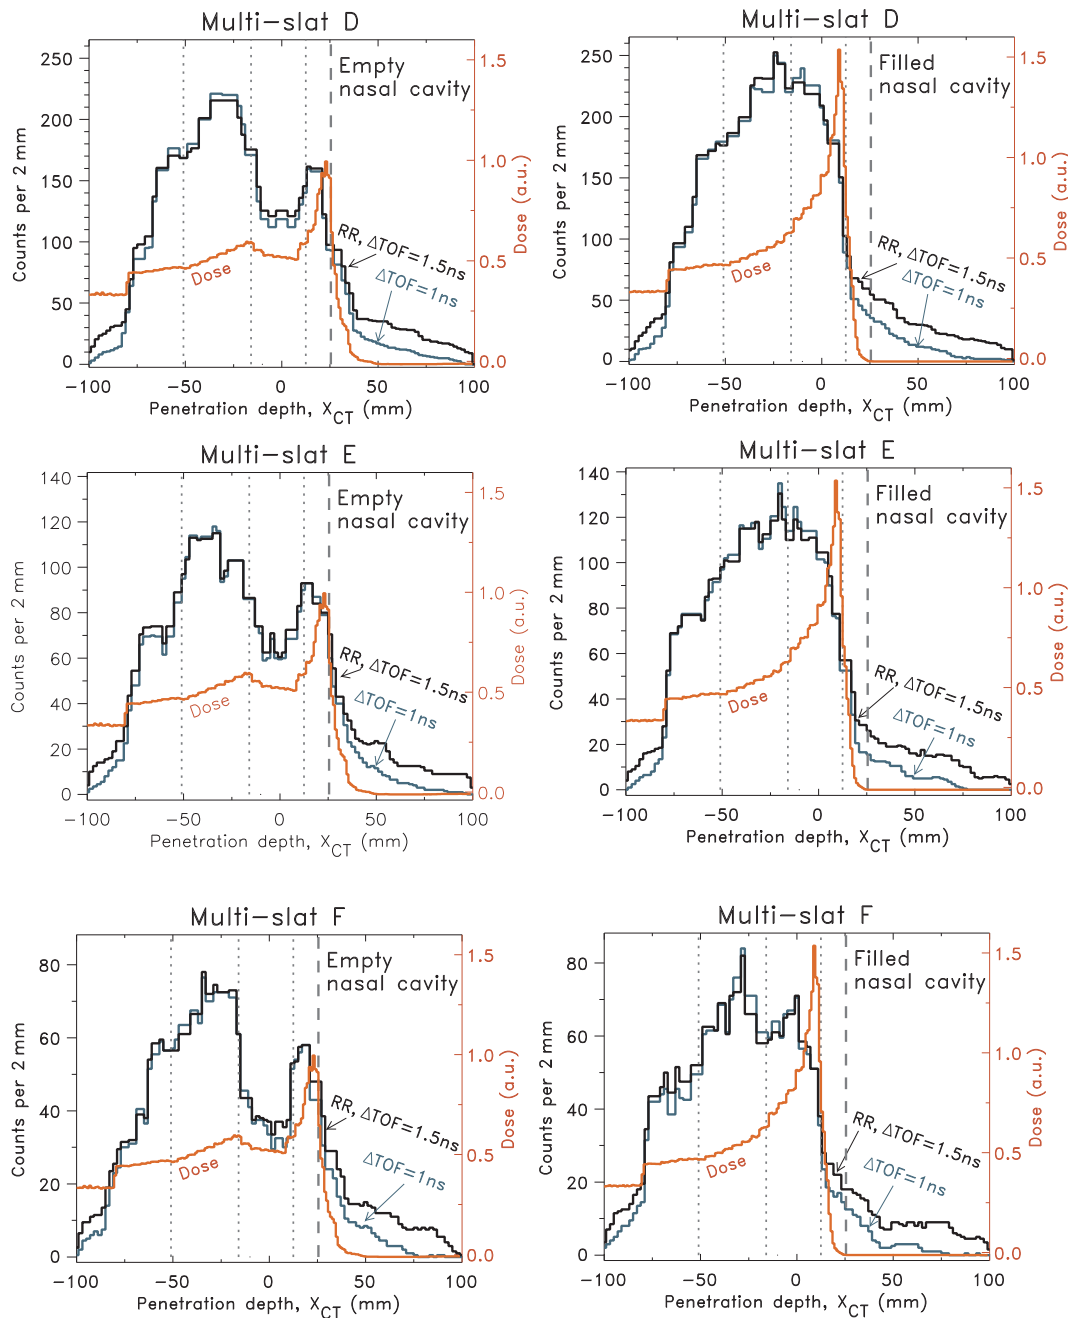 Multi-slat D
Empty
nasal cavity
RR, ΔTOF=1.5ns
ΔTOF=1ns
Dose
Counts per 2 mm
0
50
100
150
200
250
Dose (a.u.)
0.0
0.5
1.0
1.5
-100
-50
0
50
100
Penetration depth, X_CT (mm)
Multi-slat D
Filled
nasal cavity
RR, ΔTOF=1.5ns
ΔTOF=1ns
Dose
Counts per 2 mm
0
50
100
150
200
250
Dose (a.u.)
0.0
0.5
1.0
1.5
-100
-50
0
50
100
Penetration depth, X_CT (mm)
Multi-slat E
Empty
nasal cavity
RR, ΔTOF=1.5ns
ΔTOF=1ns
Dose
Counts per 2 mm
0
20
40
60
80
100
120
140
Dose (a.u.)
0.0
0.5
1.0
1.5
-100
-50
0
50
100
Penetration depth, X_CT (mm)
Multi-slat E
Filled
nasal cavity
RR, ΔTOF=1.5ns
ΔTOF=1ns
Dose
Counts per 2 mm
0
20
40
60
80
100
120
140
Dose (a.u.)
0.0
0.5
1.0
1.5
-100
-50
0
50
100
Penetration depth, X_CT (mm)
Multi-slat F
Empty
nasal cavity
RR, ΔTOF=1.5ns
ΔTOF=1ns
Dose
Counts per 2 mm
0
20
40
60
80
Dose (a.u.)
0.0
0.5
1.0
1.5
-100
-50
0
50
100
Penetration depth, X_CT (mm)
Multi-slat F
Filled
nasal cavity
RR, ΔTOF=1.5ns
ΔTOF=1ns
Dose
Counts per 2 mm
0
20
40
60
80
Dose (a.u.)
0.0
0.5
1.0
1.5
-100
-50
0
50
100
Penetration depth, X_CT (mm)